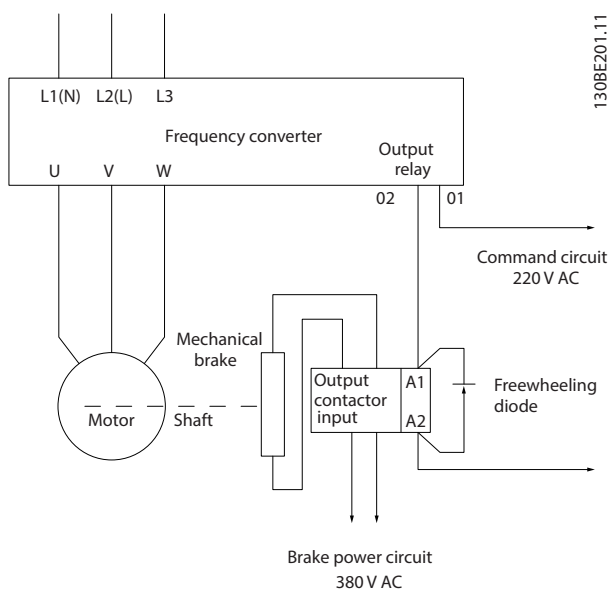 130BE201.11
L1(N) L2(L) L3
Frequency converter
Output
relay
U V W
02 01
Command circuit
220 V AC
Mechanical
brake
Output
contactor
input
A1
A2
Freewheeling
diode
Motor
Shaft
Brake power circuit
380 V AC